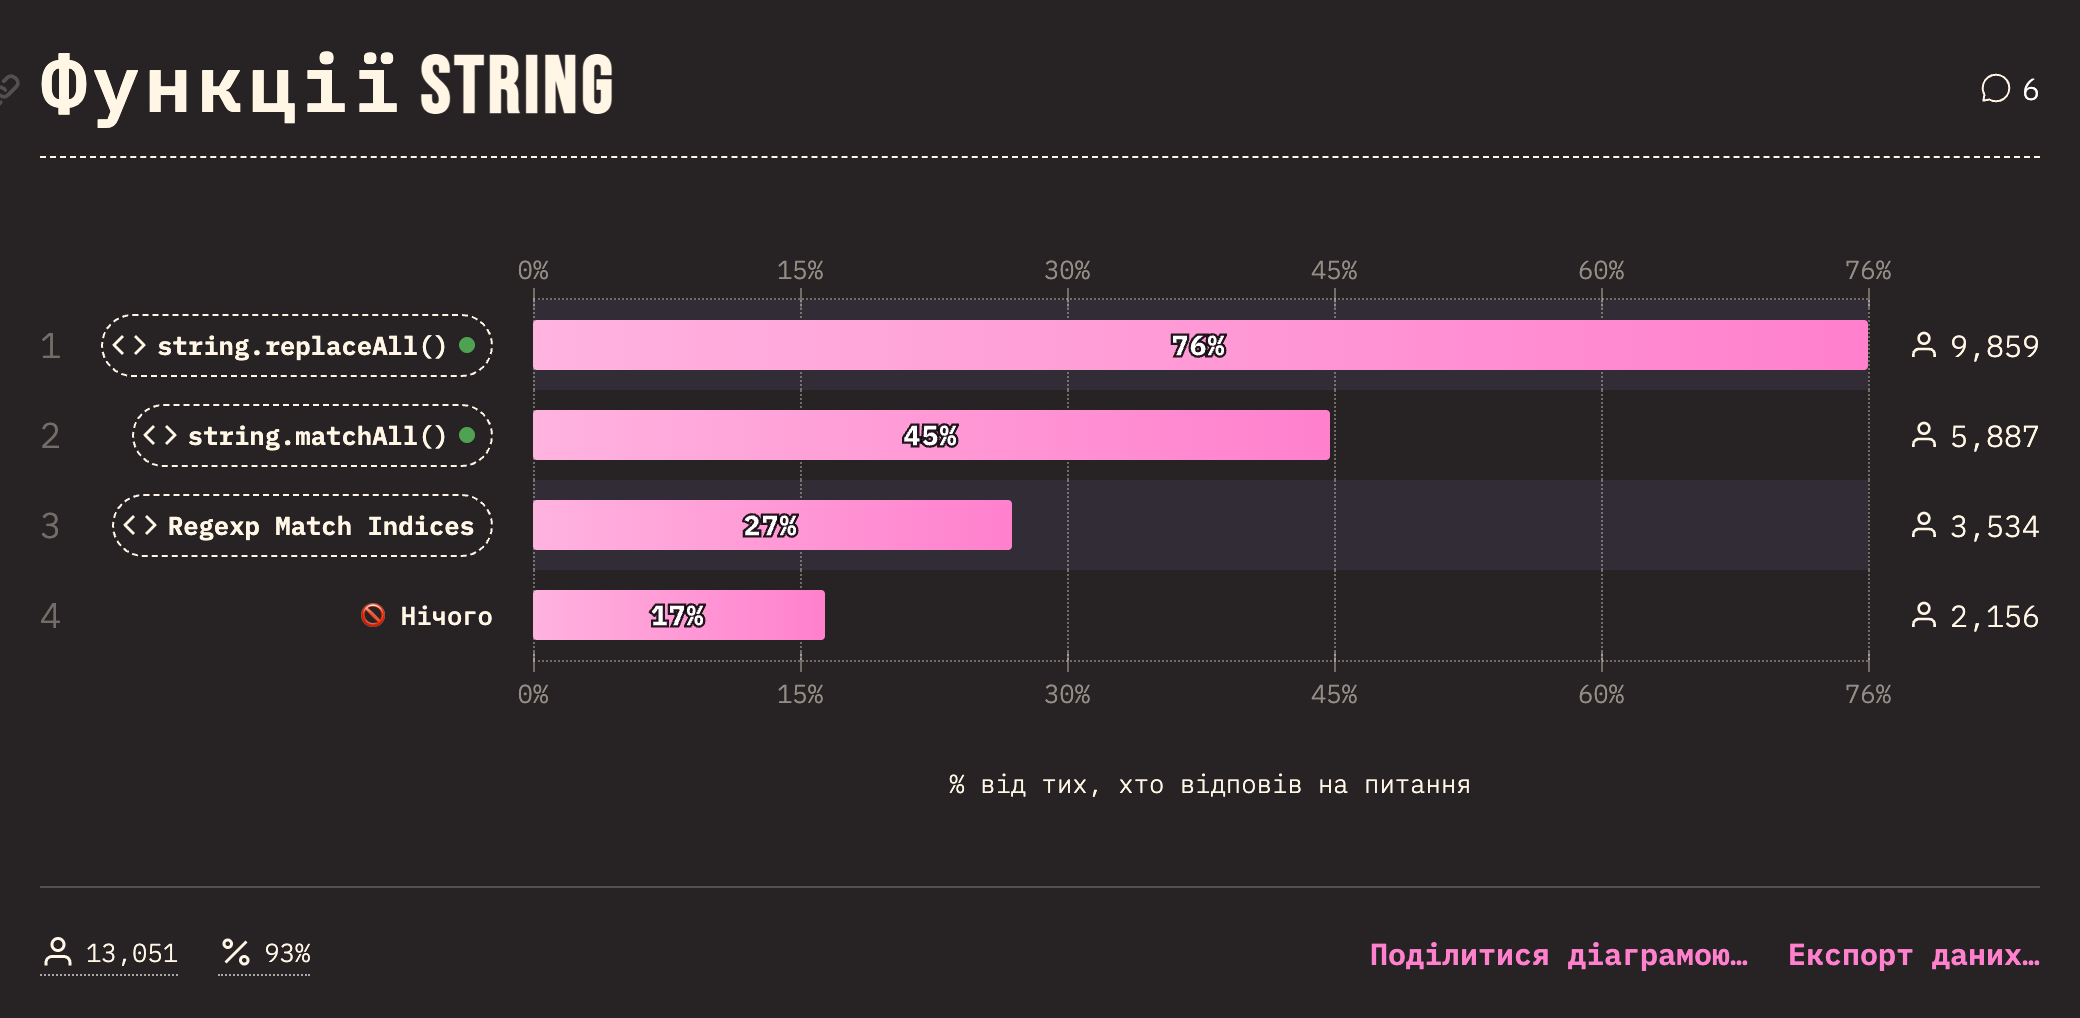 Функції STRING
6
0% 15% 30% 45% 60% 76%
1 <> string.replaceAll() 76% 9,859
2 <> string.matchAll() 45% 5,887
3 <> Regexp Match Indices 27% 3,534
4 Нічого 17% 2,156
0% 15% 30% 45% 60% 76%
% від тих, хто відповів на питання
13,051 % 93% Поділитися діаграмою… Експорт даних…